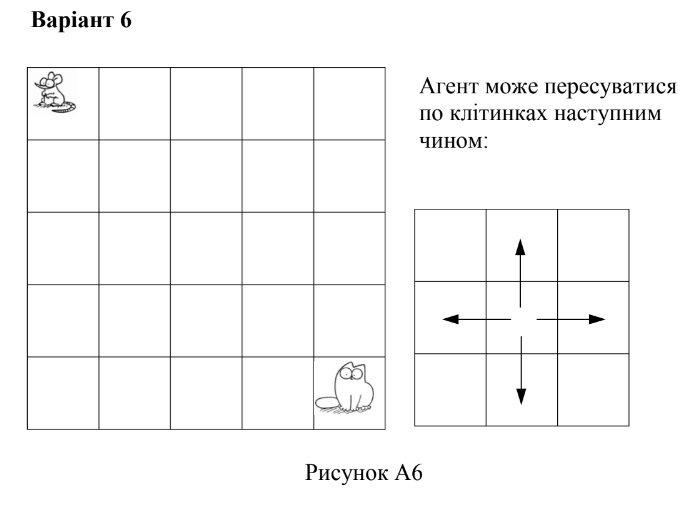 Варіант 6
Агент може пересуватися
по клітинках наступним
чином:
Рисунок А6